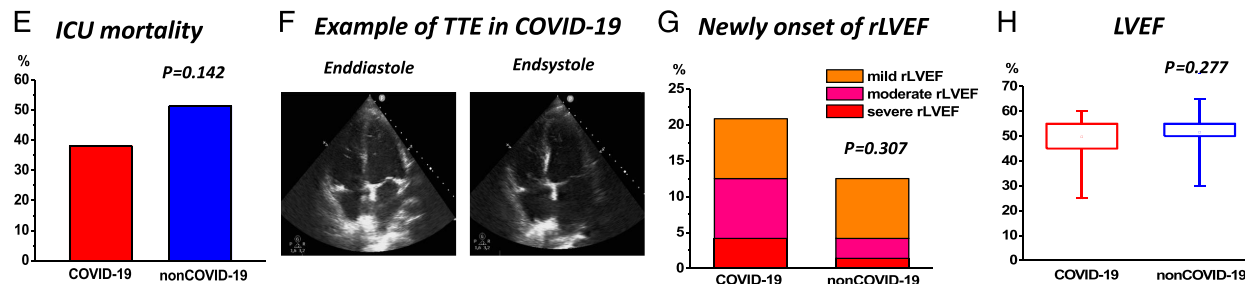 E ICU mortality
%
P=0.142
60
50
40
30
20
10
0
COVID-19 nonCOVID-19
F Example of TTE in COVID-19
Enddiastole Endsystole
G Newly onset of rLVEF
%
mild rLVEF
moderate rLVEF
severe rLVEF
P=0.307
25
20
15
10
5
0
COVID-19 nonCOVID-19
H LVEF
%
P=0.277
70
60
50
40
30
20
10
0
COVID-19 nonCOVID-19